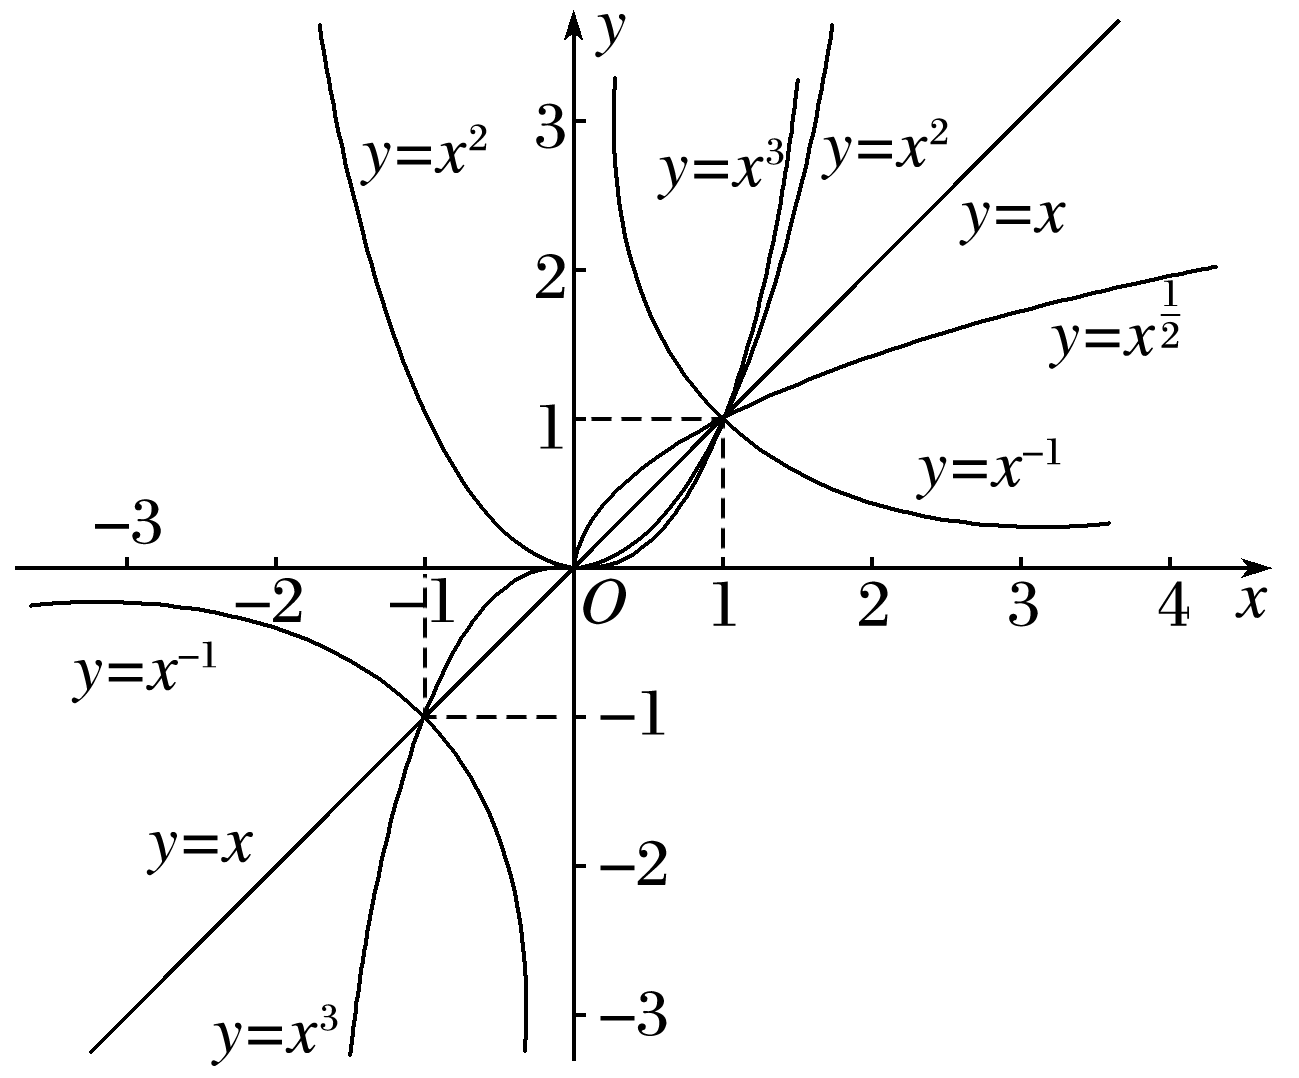 y
3
y=x²
y=x³
y=x²
y=x
2
y=x^{\frac{1}{2}}
1
y=x⁻¹
−3
−2
−1
O
1
2
3
4
x
y=x⁻¹
−1
y=x
−2
y=x³
−3